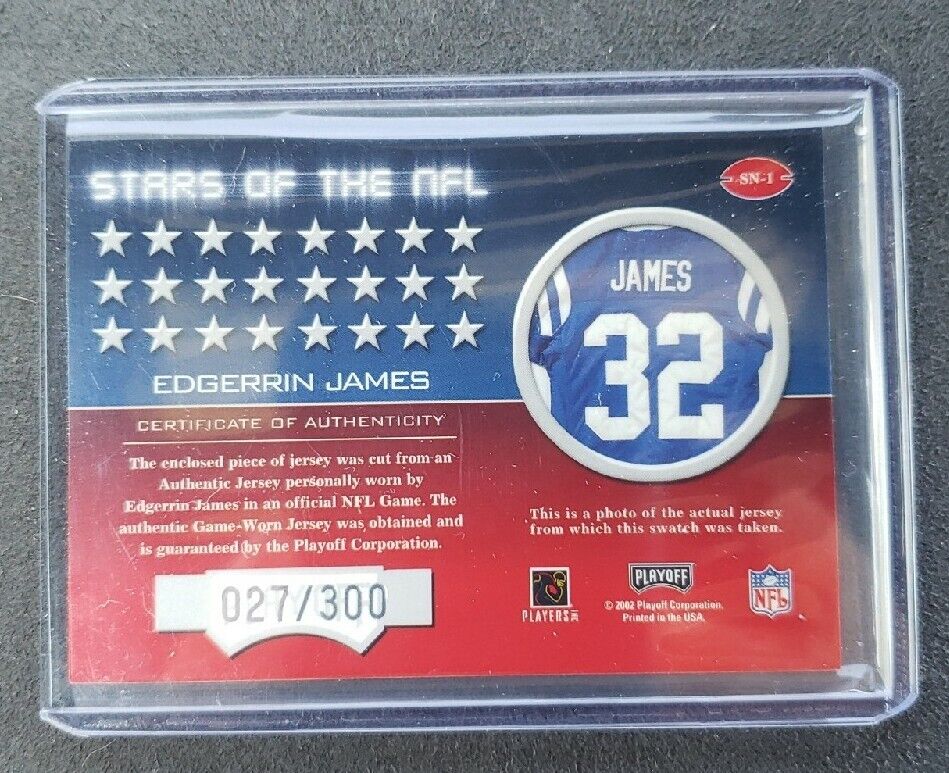 STARS OF THE NFL
SN-1
JAMES
32
EDGERRIN JAMES
CERTIFICATE OF AUTHENTICITY
The enclosed piece of jersey was cut from an
Authentic Jersey personally worn by
Edgerrin James in an official NFL Game. The
authentic Game-Worn Jersey was obtained and
is guaranteed by the Playoff Corporation.
This is a photo of the actual jersey
from which this swatch was taken.
027/300
PLAYERS INC
PLAYOFF
© 2002 Playoff Corporation.
Printed in the USA.
NFL